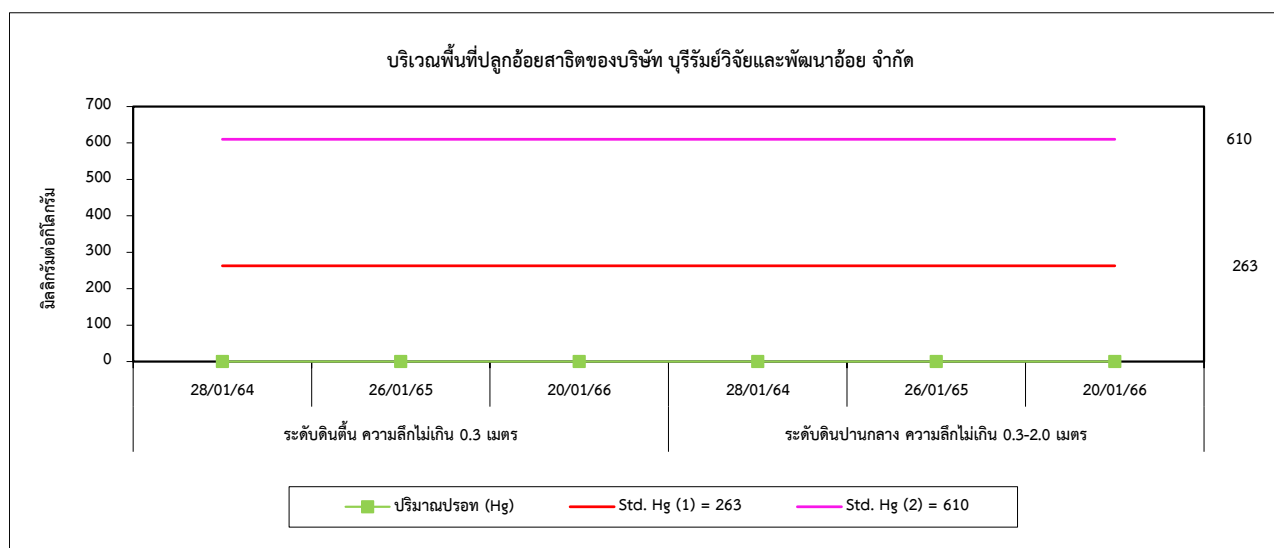 บริเวณพื้นที่ปลูกอ้อยสาธิตของบริษัท บุรีรัมย์วิจัยและพัฒนาอ้อย จำกัด
มิลลิกรัมต่อกิโลกรัม
700
600
500
400
300
200
100
0
610
263
28/01/64 26/01/65 20/01/66 28/01/64 26/01/65 20/01/66
ระดับดินตื้น ความลึกไม่เกิน 0.3 เมตร ระดับดินปานกลาง ความลึกไม่เกิน 0.3-2.0 เมตร
ปริมาณปรอท (Hg) Std. Hg (1) = 263 Std. Hg (2) = 610